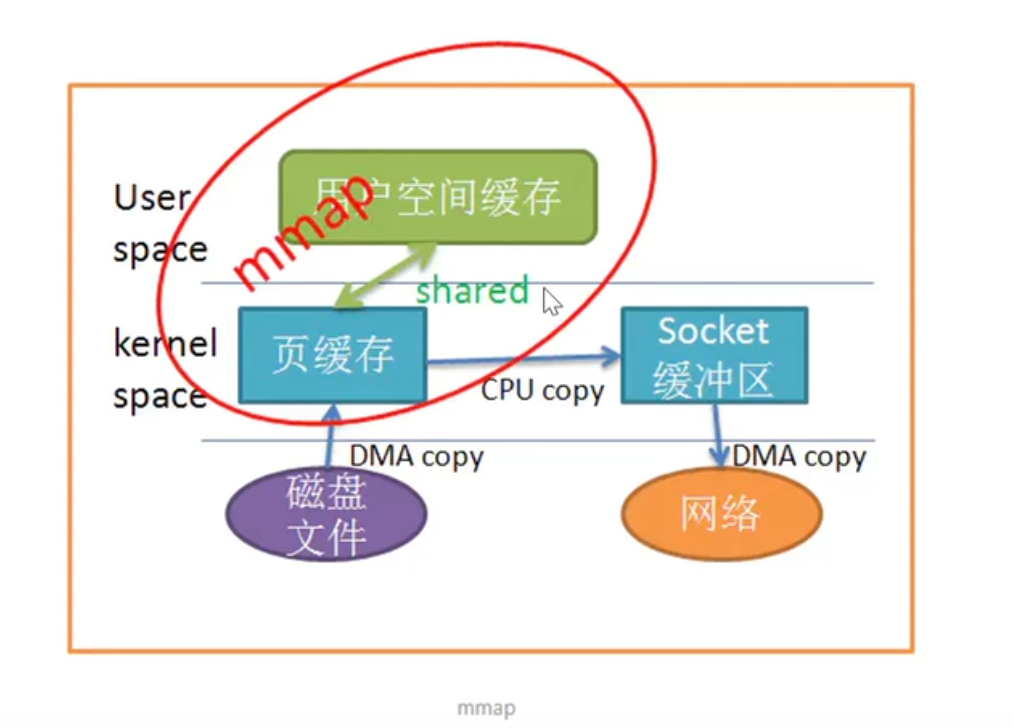 用户空间缓存
mmap
User
space
shared
kernel
space
页缓存
Socket
缓冲区
CPU copy
DMA copy
DMA copy
磁盘
文件
网络
mmap